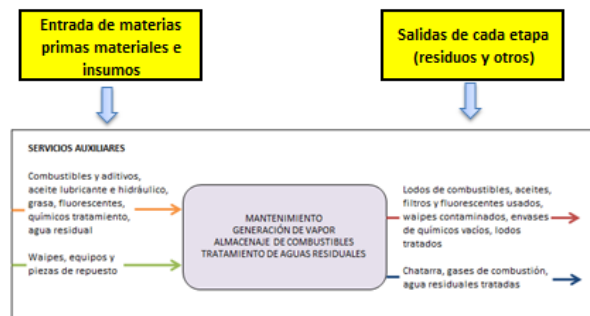 Entrada de materias
primas materiales e
insumos
Salidas de cada etapa
(residuos y otros)
SERVICIOS AUXILIARES
Combustibles y aditivos,
aceite lubricante e hidráulico,
grasa, fluorescentes,
químicos tratamiento,
agua residual
Waipes, equipos y
piezas de repuesto
MANTENIMIENTO
GENERACIÓN DE VAPOR
ALMACENAJE DE COMBUSTIBLES
TRATAMIENTO DE AGUAS RESIDUALES
Lodos de combustibles, aceites,
filtros y fluorescentes usados,
waipes contaminados, envases
de químicos vacíos, lodos
tratados
Chatarra, gases de combustión,
agua residuales tratadas